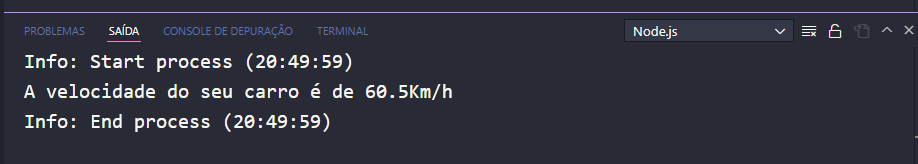 PROBLEMAS SAÍDA CONSOLE DE DEPURAÇÃO TERMINAL Node.js
Info: Start process (20:49:59)
A velocidade do seu carro é de 60.5Km/h
Info: End process (20:49:59)